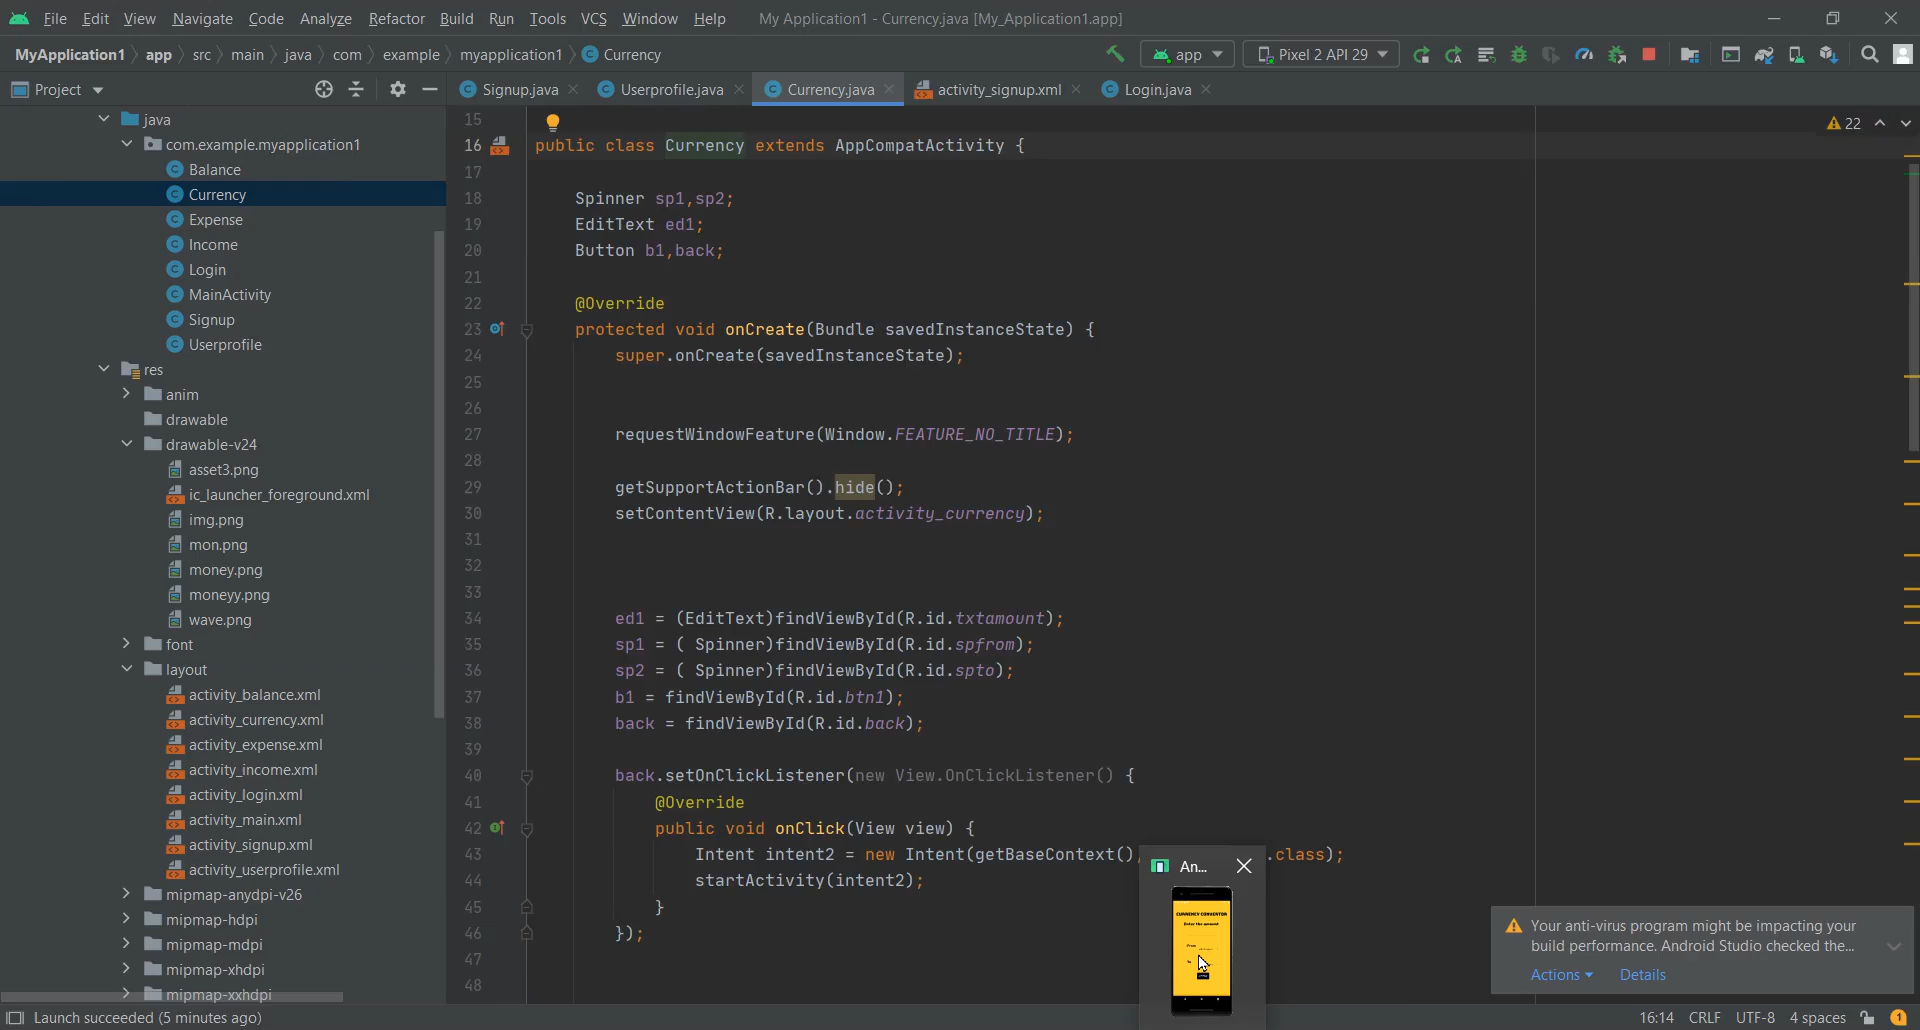 File Edit View Navigate Code Analyze Refactor Build Run Tools VCS Window Help My Application1 - Currency.java [My_Application1.app]
MyApplication1 app src main java com example myapplication1 Currency app Pixel 2 API 29
Project Signup.java Userprofile.java Currency.java activity_signup.xml Login.java
java
com.example.myapplication1
Balance
Currency
Expense
Income
Login
MainActivity
Signup
Userprofile
res
anim
drawable
drawable-v24
asset3.png
ic_launcher_foreground.xml
img.png
mon.png
money.png
moneyy.png
wave.png
font
layout
activity_balance.xml
activity_currency.xml
activity_expense.xml
activity_income.xml
activity_login.xml
activity_main.xml
activity_signup.xml
activity_userprofile.xml
mipmap-anydpi-v26
mipmap-hdpi
mipmap-mdpi
mipmap-xhdpi
mipmap-xxhdpi
15
16 public class Currency extends AppCompatActivity {
17
18 Spinner sp1,sp2;
19 EditText ed1;
20 Button b1,back;
21
22 @Override
23 protected void onCreate(Bundle savedInstanceState) {
24 super.onCreate(savedInstanceState);
25
26
27 requestWindowFeature(Window.FEATURE_NO_TITLE);
28
29 getSupportActionBar().hide();
30 setContentView(R.layout.activity_currency);
31
32
33
34 ed1 = (EditText)findViewById(R.id.txtamount);
35 sp1 = ( Spinner)findViewById(R.id.spfrom);
36 sp2 = ( Spinner)findViewById(R.id.spto);
37 b1 = findViewById(R.id.btn1);
38 back = findViewById(R.id.back);
39
40 back.setOnClickListener(new View.OnClickListener() {
41 @Override
42 public void onClick(View view) {
43 Intent intent2 = new Intent(getBaseContext(), .class);
44 startActivity(intent2);
45 }
46 });
47
48
22
An...
CURRENCY CONVERTOR
Enter the amount
From
To
Your anti-virus program might be impacting your
build performance. Android Studio checked the...
Actions Details
Launch succeeded (5 minutes ago) 16:14 CRLF UTF-8 4 spaces 1